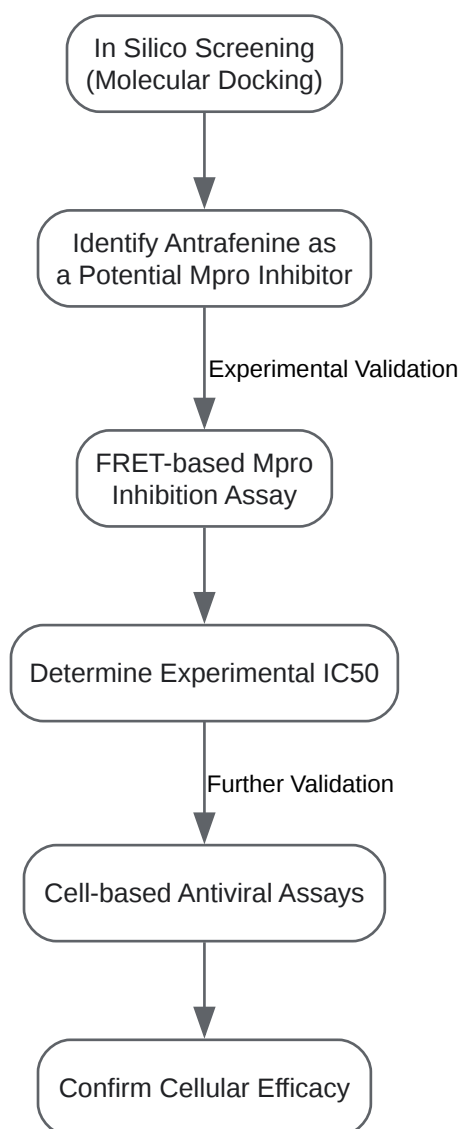 In Silico Screening
(Molecular Docking)
Identify Antrafenine as
a Potential Mpro Inhibitor
Experimental Validation
FRET-based Mpro
Inhibition Assay
Determine Experimental IC50
Further Validation
Cell-based Antiviral Assays
Confirm Cellular Efficacy